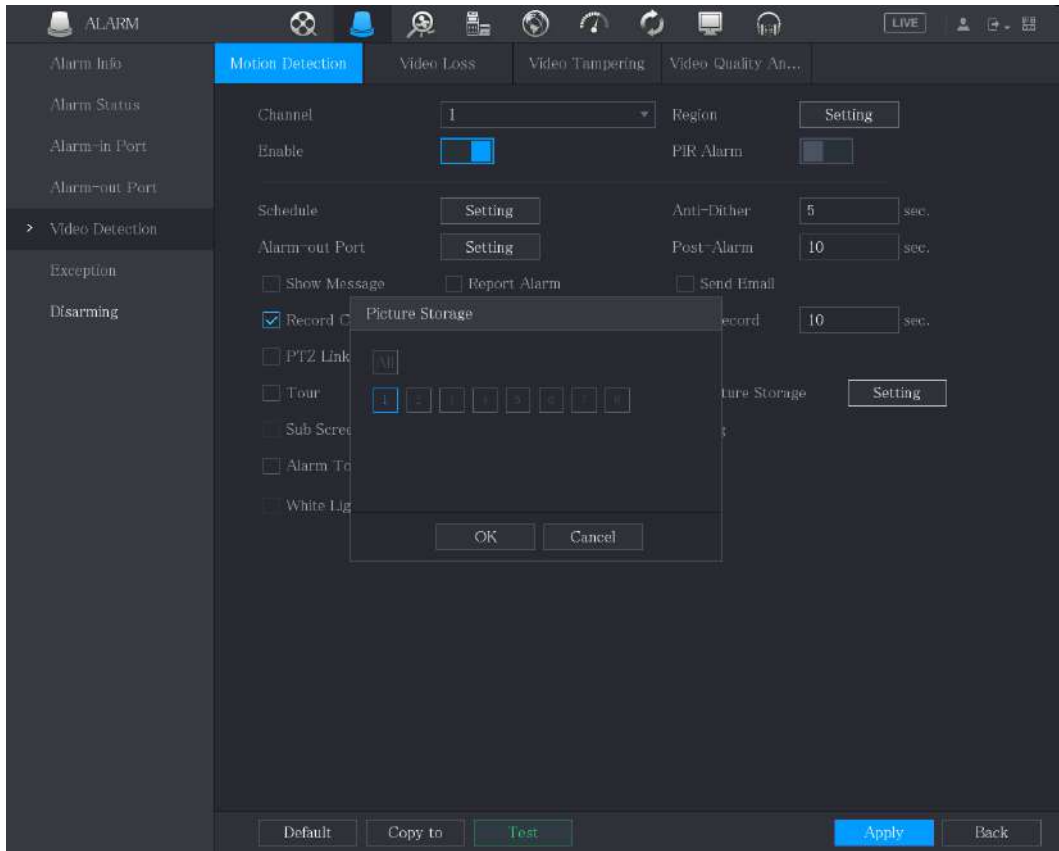 ALARM
LIVE
Alarm Info
Motion Detection Video Loss Video Tampering Video Quality An...
Alarm Status
Channel 1 Region Setting
Alarm-in Port
Enable PIR Alarm
Alarm-out Port
Schedule Setting Anti-Dither 5 sec.
> Video Detection
Alarm-out Port Setting Post-Alarm 10 sec.
Exception
Show Message Report Alarm Send Email
Disarming
Record C ecord 10 sec.
Picture Storage
PTZ Link
All
Tour ture Storage Setting
1 2 3 4 5 6 7 8
Sub Scree
Alarm To
White Lig
OK Cancel
Default Copy to Test Apply Back